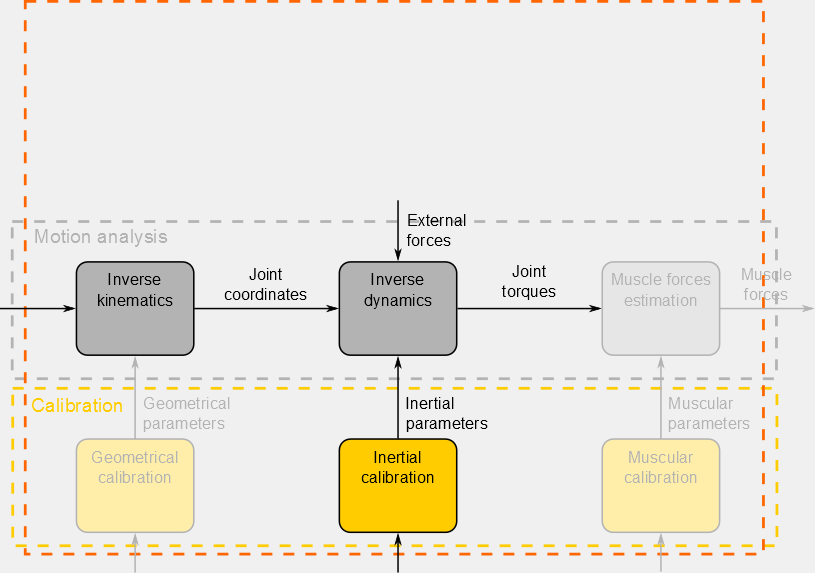 External
forces
Motion analysis
Inverse
kinematics
Joint
coordinates
Inverse
dynamics
Joint
torques
Muscle forces
estimation
Muscle
forces
Calibration
Geometrical
parameters
Inertial
parameters
Muscular
parameters
Geometrical
calibration
Inertial
calibration
Muscular
calibration